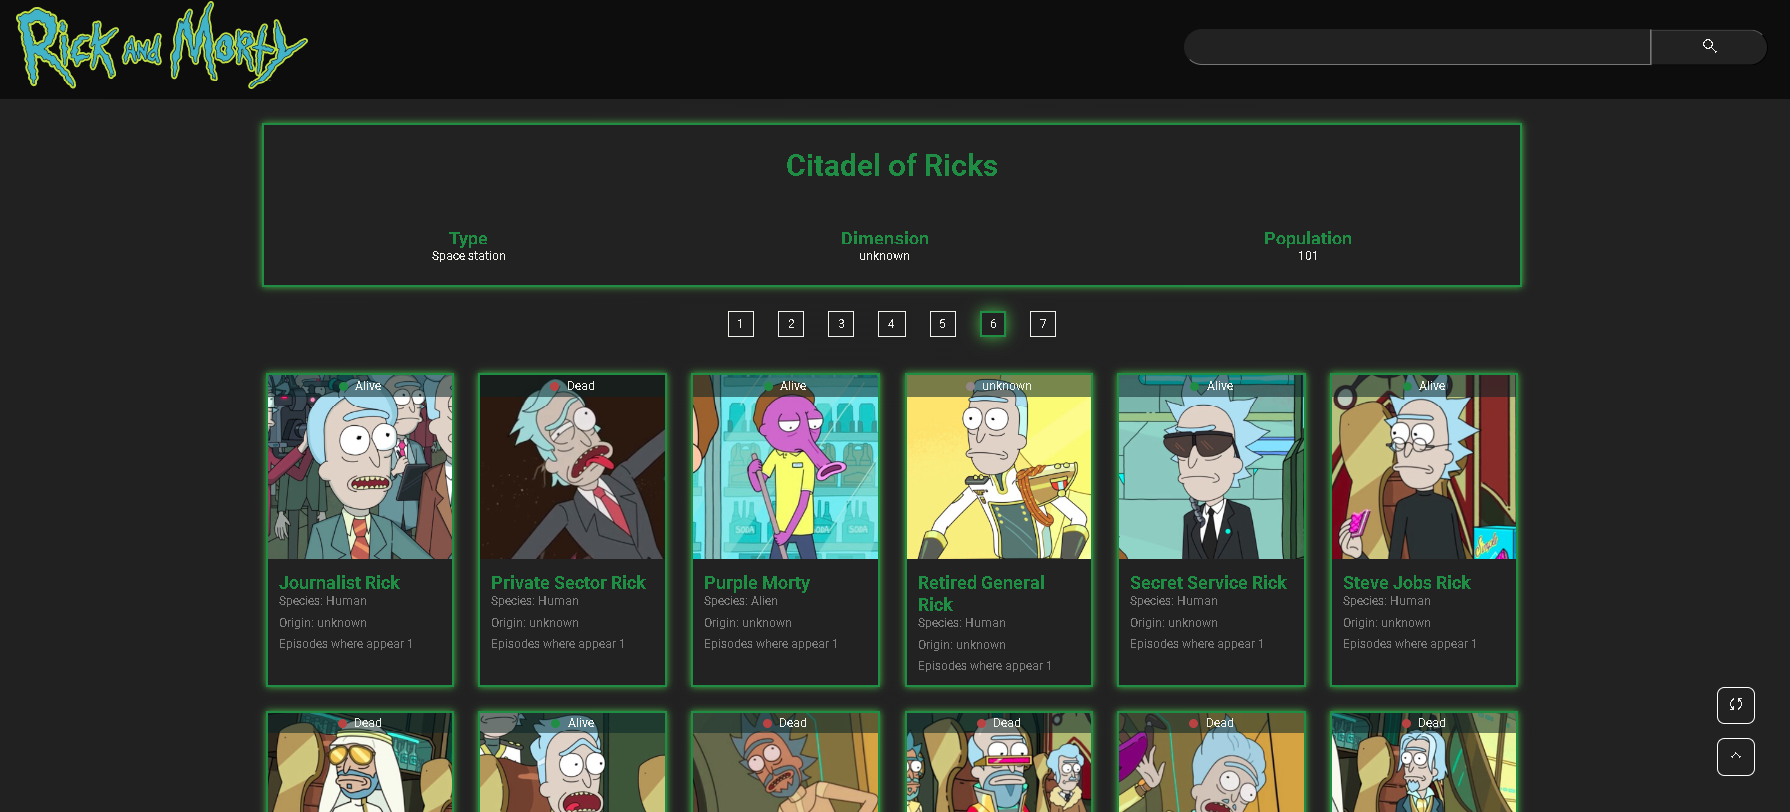 Rick and Morty
Citadel of Ricks
Type
Space station
Dimension
unknown
Population
101
1 2 3 4 5 6 7
Alive
Dead
Alive
unknown
Alive
Alive
SODA
SODA
SODA
Journalist Rick
Species: Human
Origin: unknown
Episodes where appear 1
Private Sector Rick
Species: Human
Origin: unknown
Episodes where appear 1
Purple Morty
Species: Alien
Origin: unknown
Episodes where appear 1
Retired General
Rick
Species: Human
Origin: unknown
Episodes where appear 1
Secret Service Rick
Species: Human
Origin: unknown
Episodes where appear 1
Steve Jobs Rick
Species: Human
Origin: unknown
Episodes where appear 1
Dead
Alive
Dead
Dead
Dead
Dead